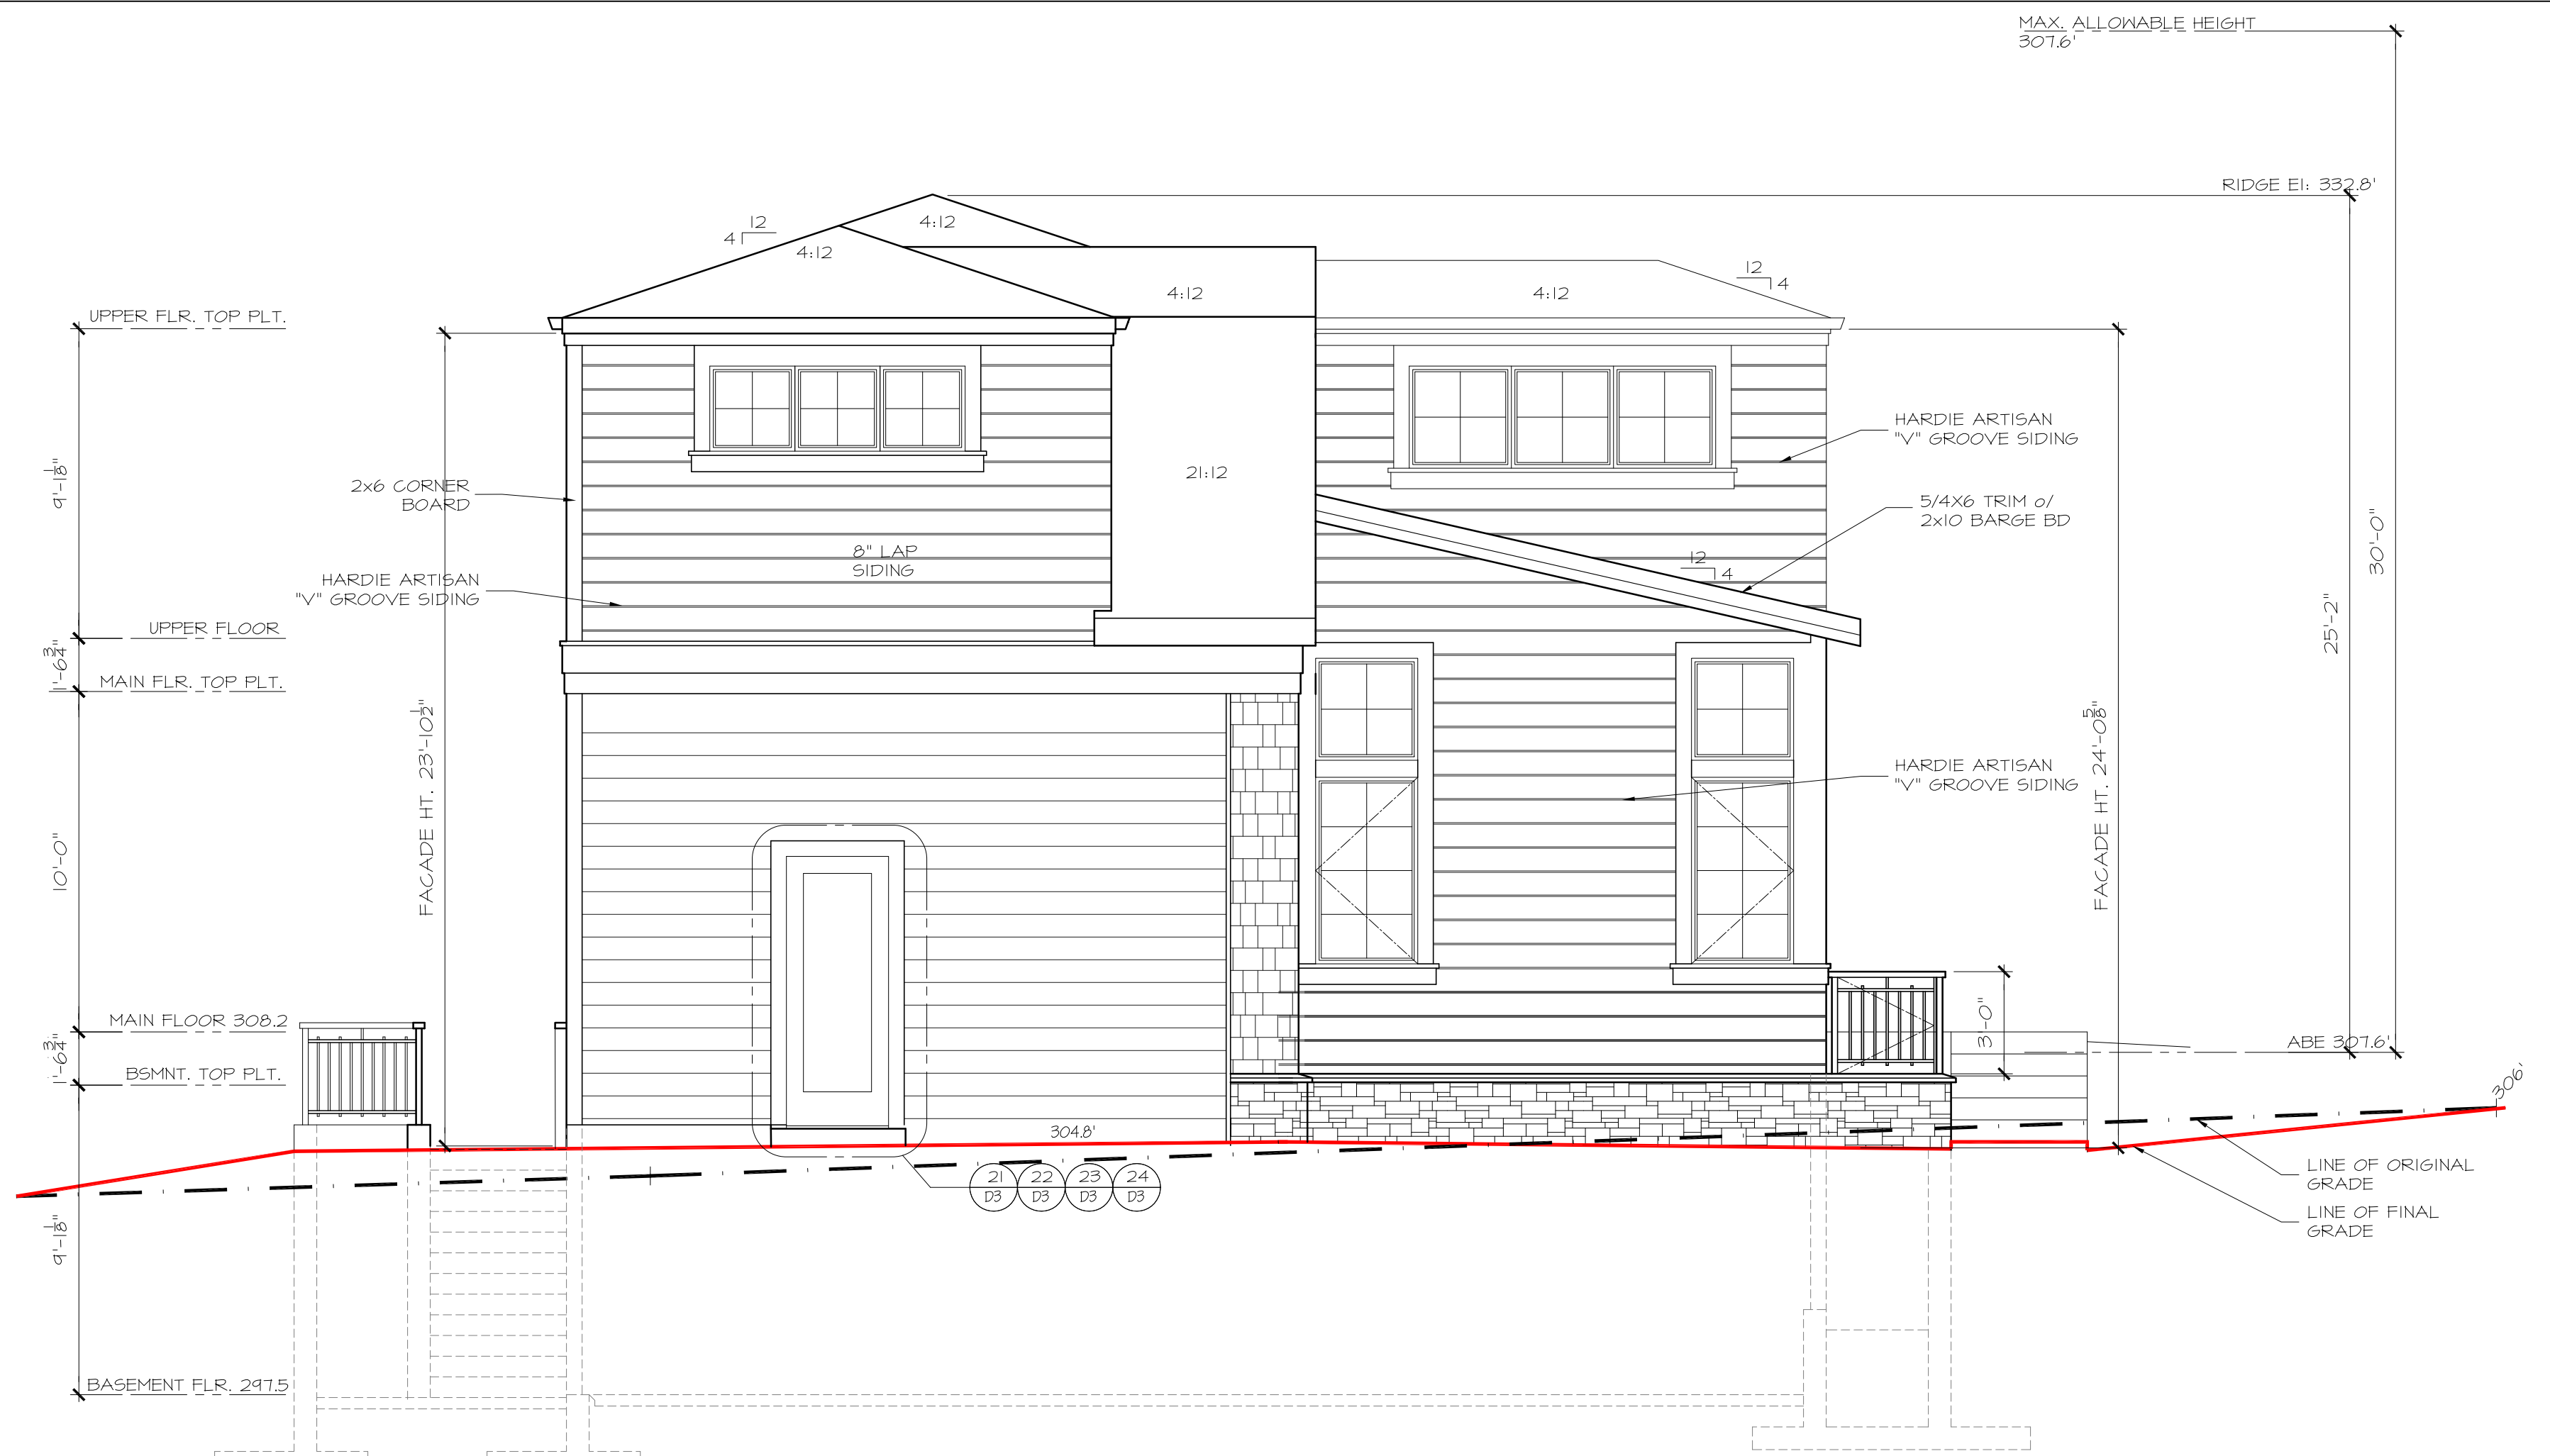 MAX. ALLOWABLE HEIGHT
307.6'
RIDGE El: 332.8'
12
4
4:12
4:12
4:12
4:12
12
4
UPPER FLR. TOP PLT.
HARDIE ARTISAN
"V" GROOVE SIDING
9'-1 1/8"
2x6 CORNER
BOARD
21:12
5/4X6 TRIM o/
2x10 BARGE BD
30'-0"
8" LAP
SIDING
12
4
HARDIE ARTISAN
"V" GROOVE SIDING
25'-2"
UPPER FLOOR
1'-6 3/4"
MAIN FLR. TOP PLT.
FACADE HT. 23'-10 1/2"
FACADE HT. 24'-0 5/8"
HARDIE ARTISAN
"V" GROOVE SIDING
10'-0"
3'-0"
MAIN FLOOR 308.2
1'-6 3/4"
ABE 307.6'
BSMNT. TOP PLT.
306'
304.8'
21
D3
22
D3
23
D3
24
D3
LINE OF ORIGINAL
GRADE
LINE OF FINAL
GRADE
9'-1 1/8"
BASEMENT FLR. 297.5